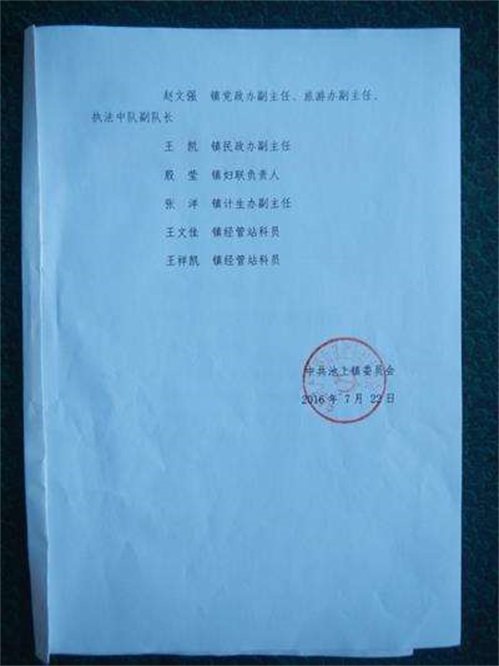 赵文强 镇党政办副主任、旅游办副主任、
执法中队副队长
王 凯 镇民政办副主任
殷 莹 镇妇联负责人
张 洋 镇计生办副主任
王文佳 镇经管站科员
王祥凯 镇经管站科员
中共池上镇委员会
2016年7月22日